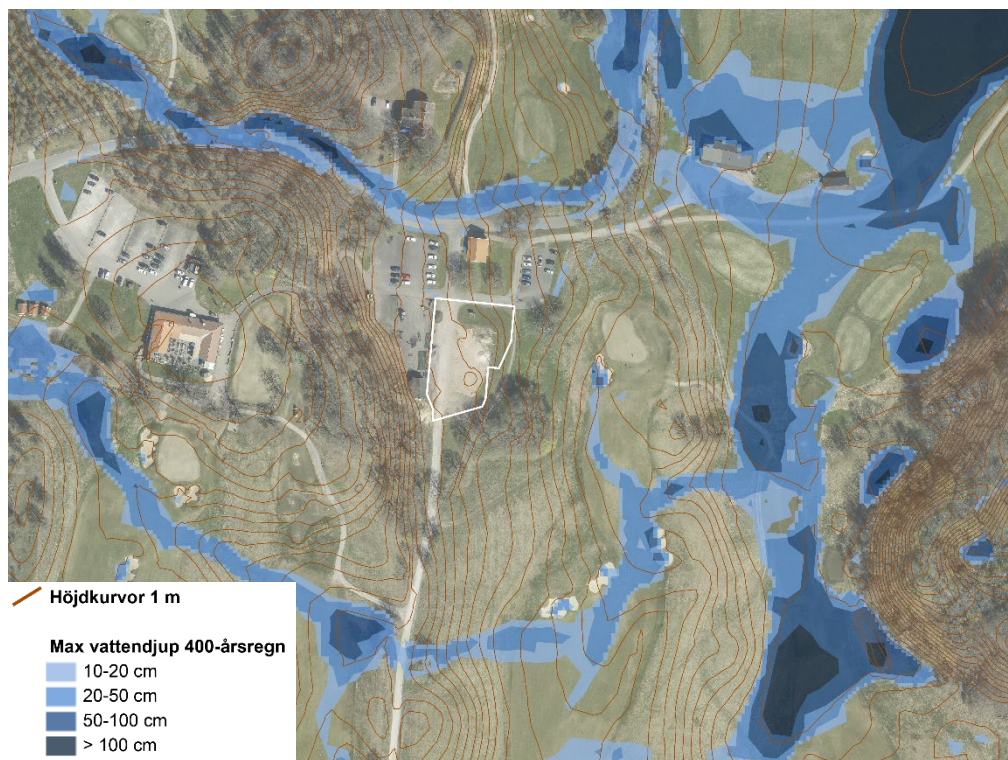 Höjdkurvor 1 m
Max vattendjup 400-årsregn
10-20 cm
20-50 cm
50-100 cm
> 100 cm